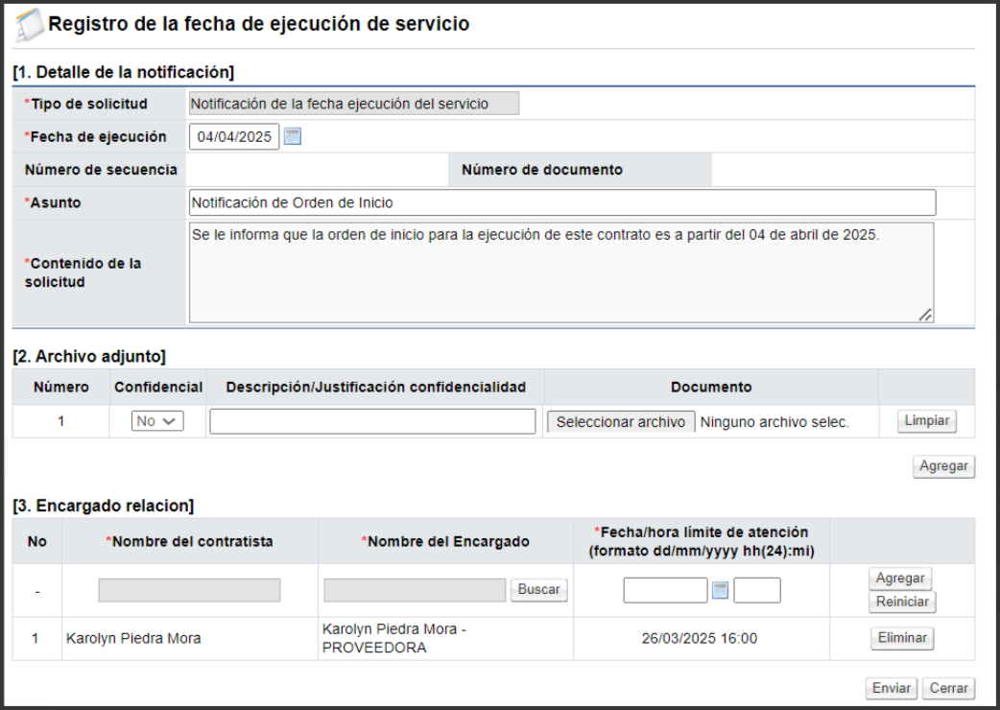 Registro de la fecha de ejecución de servicio
[1. Detalle de la notificación]
*Tipo de solicitud Notificación de la fecha ejecución del servicio
*Fecha de ejecución 04/04/2025
Número de secuencia Número de documento
*Asunto Notificación de Orden de Inicio
*Contenido de la solicitud
Se le informa que la orden de inicio para la ejecución de este contrato es a partir del 04 de abril de 2025.
[2. Archivo adjunto]
Número Confidencial Descripción/Justificación confidencialidad Documento
1 No Seleccionar archivo Ninguno archivo selec. Limpiar
Agregar
[3. Encargado relacion]
No *Nombre del contratista *Nombre del Encargado *Fecha/hora límite de atención
(formato dd/mm/yyyy hh(24):mi)
- Buscar Agregar
Reiniciar
1 Karolyn Piedra Mora Karolyn Piedra Mora -
PROVEEDORA 26/03/2025 16:00 Eliminar
Enviar Cerrar